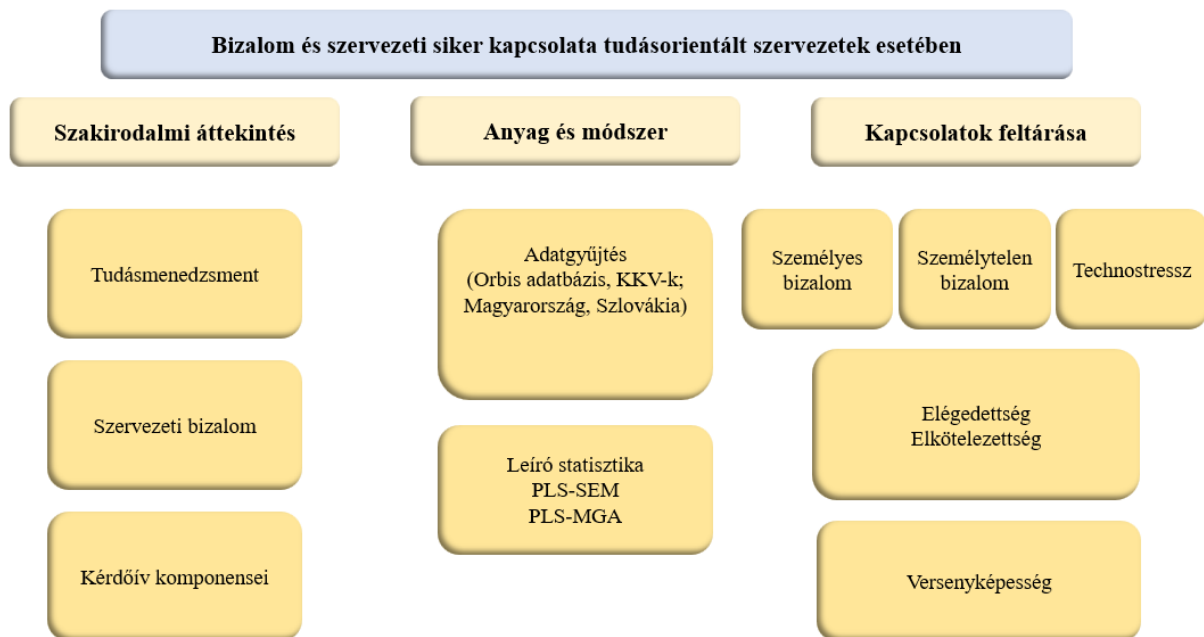 Bizalom és szervezeti siker kapcsolata tudásorientált szervezetek esetében
Szakirodalmi áttekintés
Tudásmenedzsment
Szervezeti bizalom
Kérdőív komponensei
Anyag és módszer
Adatgyűjtés
(Orbis adatbázis, KKV-k;
Magyarország, Szlovákia)
Leíró statisztika
PLS-SEM
PLS-MGA
Kapcsolatok feltárása
Személyes
bizalom
Személytelen
bizalom
Technostressz
Elégedettség
Elkötelezettség
Versenyképesség